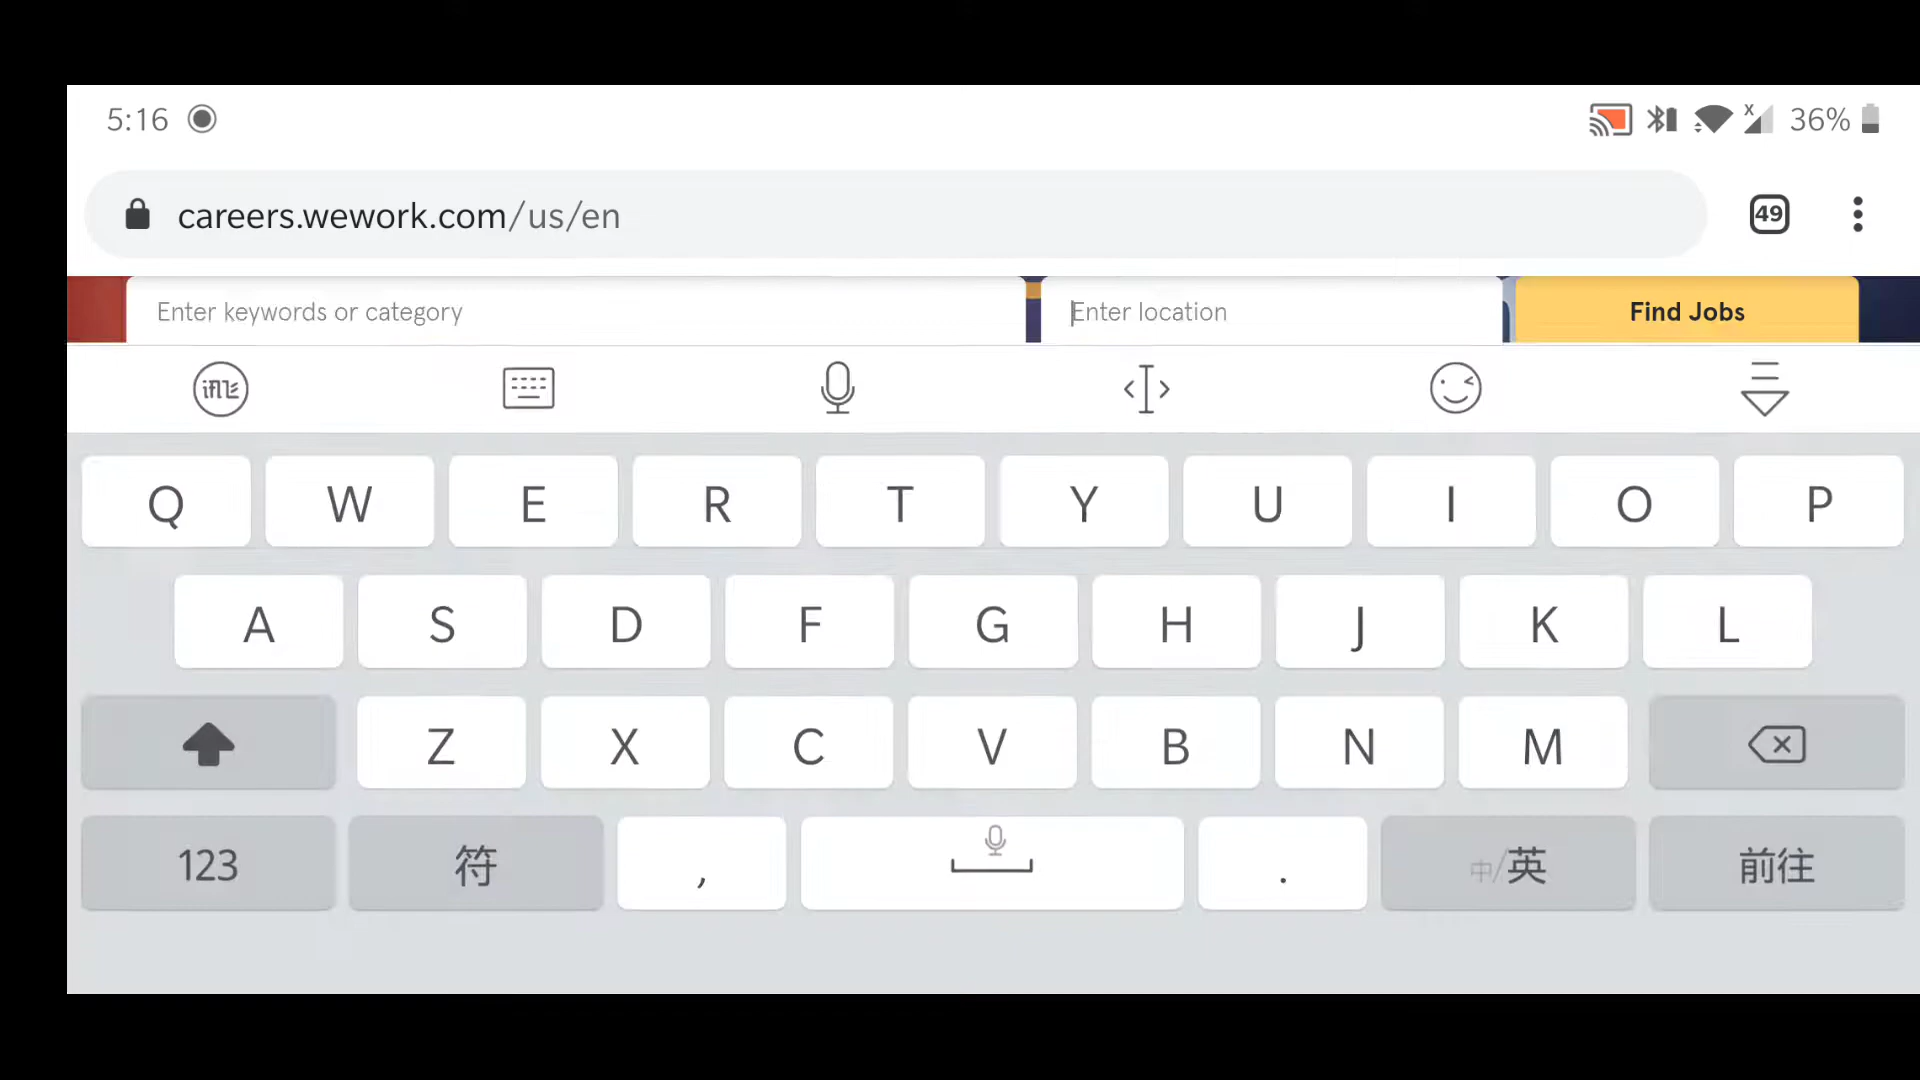 5:16 36%
careers.wework.com/us/en 49
Enter keywords or category Enter location Find Jobs
Q W E R T Y U I O P
A S D F G H J K L
Z X C V B N M
123 符 , . 中/英 前往